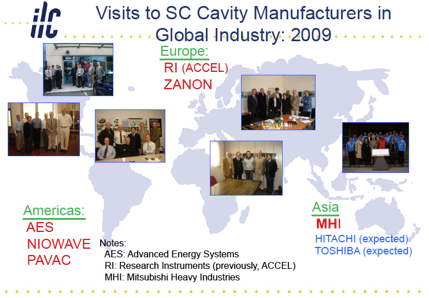 ilc
Visits to SC Cavity Manufacturers in
Global Industry: 2009
Europe:
RI (ACCEL)
ZANON
Americas:
AES
NIOWAVE
PAVAC
Notes:
AES: Advanced Energy Systems
RI: Research Instruments (previously, ACCEL)
MHI: Mitsubishi Heavy Industries
Asia
MHI
HITACHI (expected)
TOSHIBA (expected)